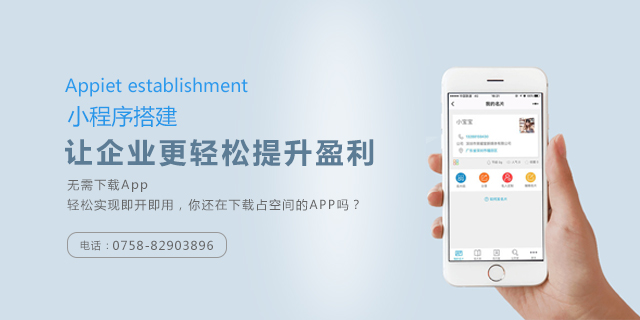 Appiet establishment
小程序搭建
让企业更轻松提升盈利
无需下载App
轻松实现即开即用，你还在下载占空间的APP吗？
电话：0758-82903896
我的名片
小宝宝